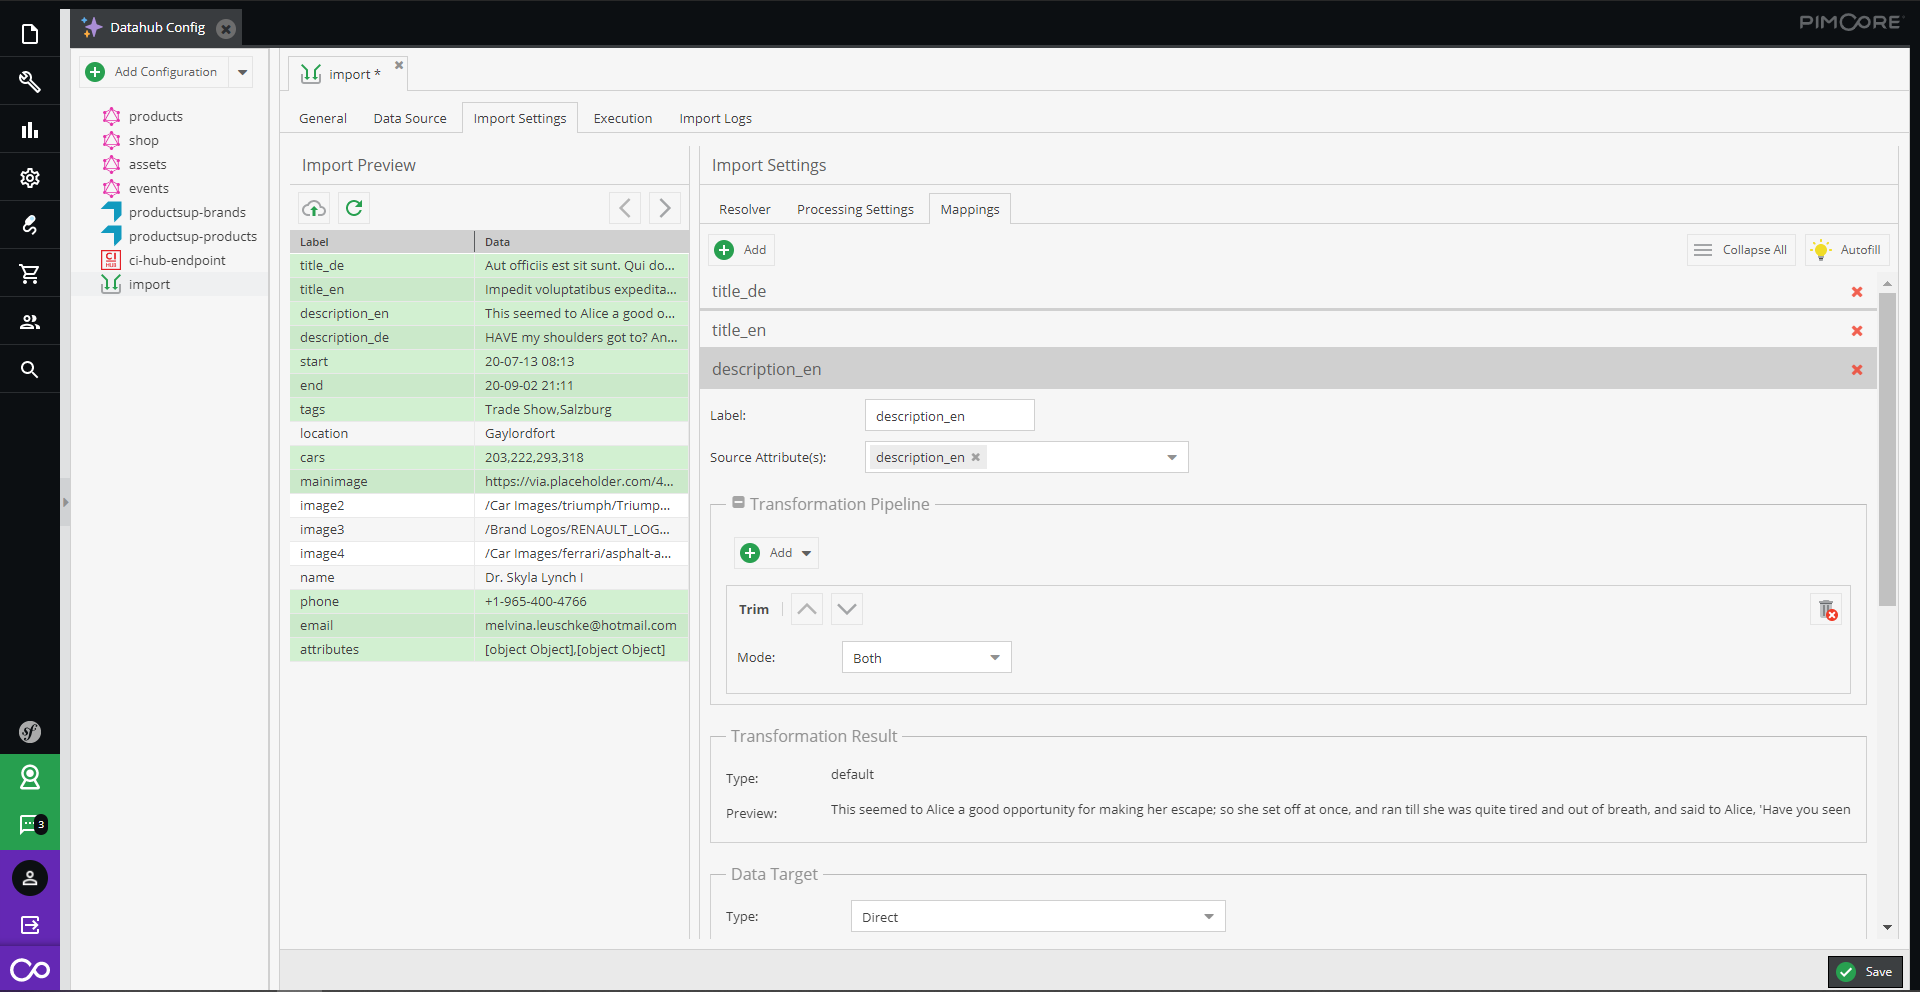 Datahub Config
PIMCORE
Add Configuration
products
shop
assets
events
productsup-brands
productsup-products
CI HUB ci-hub-endpoint
import
import *
General Data Source Import Settings Execution Import Logs
Import Preview
Label Data
title_de Aut officiis est sit sunt. Qui do...
title_en Impedit voluptatibus expedita...
description_en This seemed to Alice a good o...
description_de HAVE my shoulders got to? An...
start 20-07-13 08:13
end 20-09-02 21:11
tags Trade Show,Salzburg
location Gaylordfort
cars 203,222,293,318
mainimage https://via.placeholder.com/4...
image2 /Car Images/triumph/Triump...
image3 /Brand Logos/RENAULT_LOG...
image4 /Car Images/ferrari/asphalt-a...
name Dr. Skyla Lynch I
phone +1-965-400-4766
email melvina.leuschke@hotmail.com
attributes [object Object],[object Object]
Import Settings
Resolver Processing Settings Mappings
Add Collapse All Autofill
title_de
title_en
description_en
Label: description_en
Source Attribute(s): description_en
Transformation Pipeline
Add
Trim
Mode: Both
Transformation Result
Type: default
Preview: This seemed to Alice a good opportunity for making her escape; so she set off at once, and ran till she was quite tired and out of breath, and said to Alice, 'Have you seen
Data Target
Type: Direct
sf
3
Save